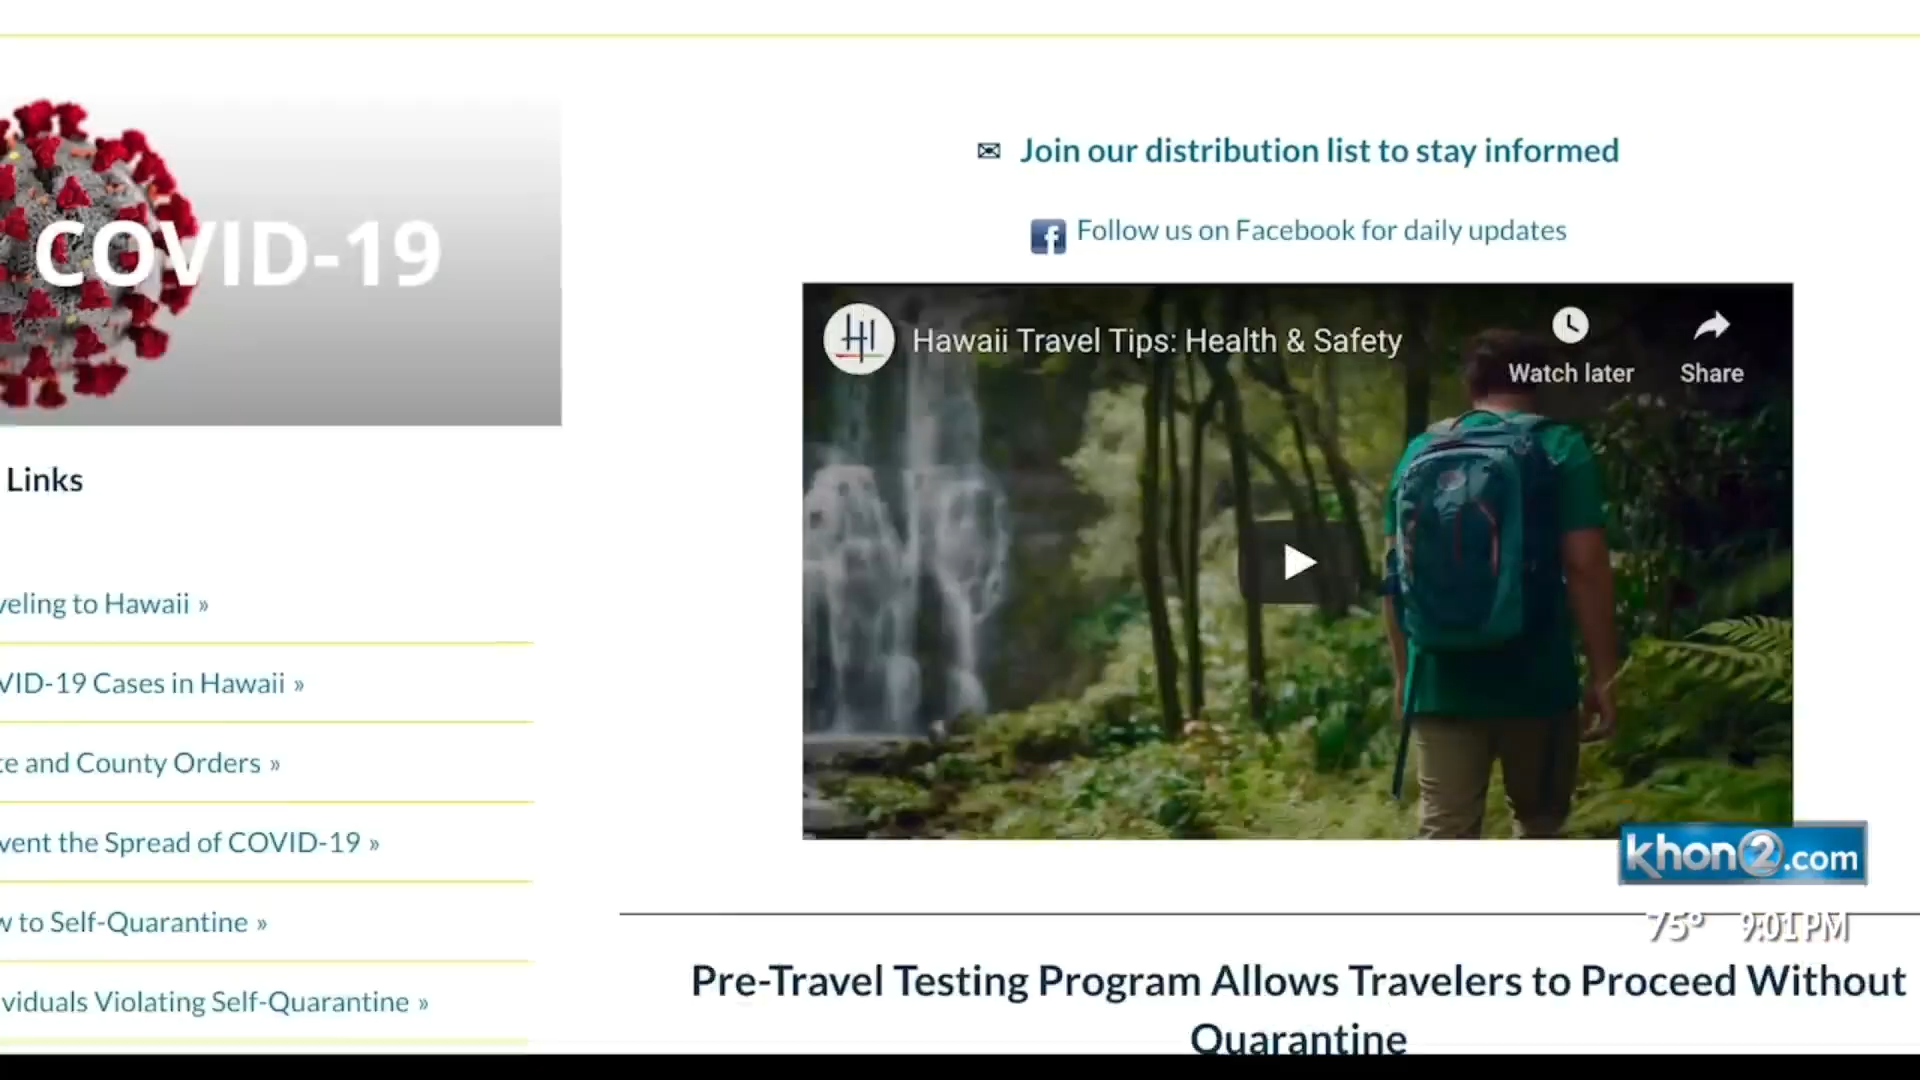 COVID-19
Links
veling to Hawaii »
VID-19 Cases in Hawaii »
te and County Orders »
vent the Spread of COVID-19 »
w to Self-Quarantine »
viduals Violating Self-Quarantine »
Join our distribution list to stay informed
f Follow us on Facebook for daily updates
HI Hawaii Travel Tips: Health & Safety
Watch later Share
khon2.com
75° 9:01 PM
Pre-Travel Testing Program Allows Travelers to Proceed Without
Quarantine